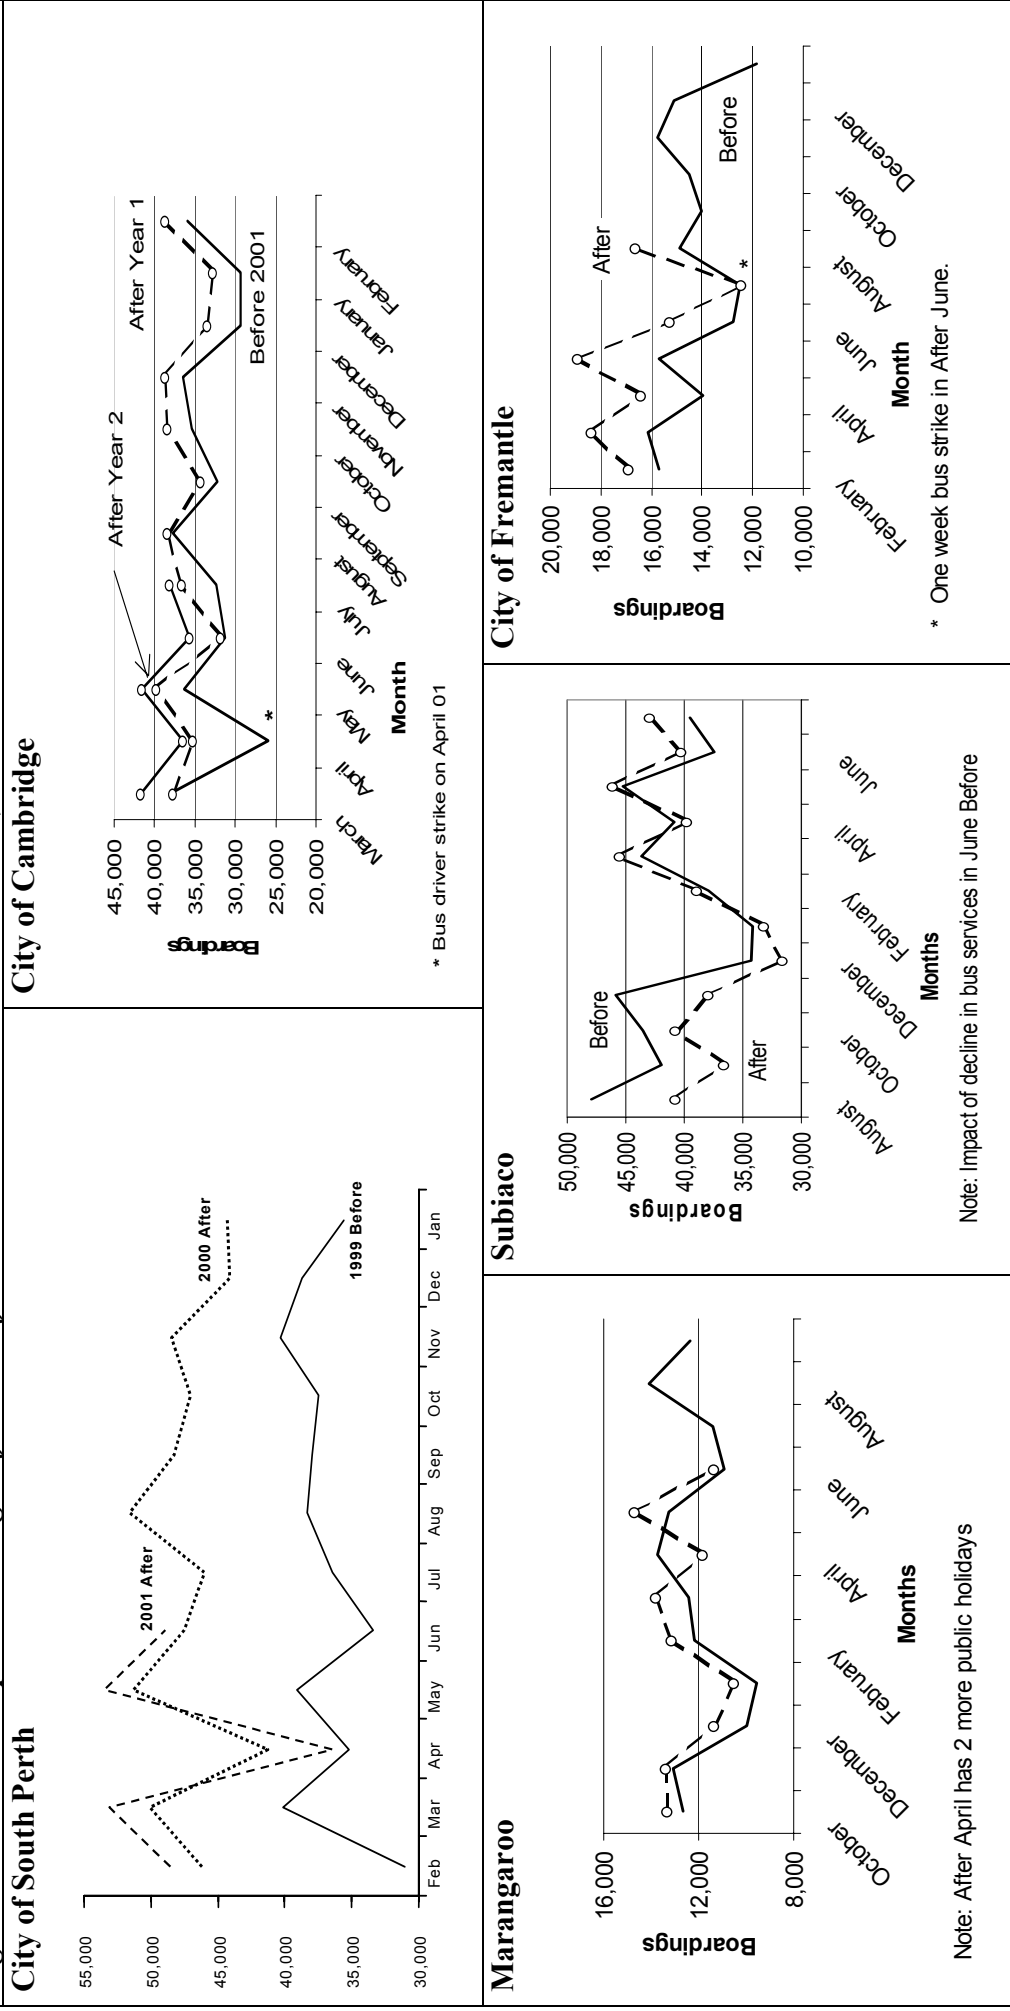 City of South Perth
55,000
50,000
45,000
40,000
35,000
30,000
2001 After
2000 After
1999 Before
Feb
Mar
Apr
May
Jun
Jul
Aug
Sep
Oct
Nov
Dec
Jan
City of Cambridge
45,000
40,000
35,000
30,000
25,000
20,000
Boardings
After Year 2
After Year 1
Before 2001
*
March
April
May
June
July
August
September
October
November
December
January
February
Month
* Bus driver strike on April 01
Marangaroo
16,000
12,000
8,000
Boardings
October
December
February
April
June
August
Months
Note: After April has 2 more public holidays
Subiaco
50,000
45,000
40,000
35,000
30,000
Boardings
Before
After
August
October
December
February
April
June
Months
Note: Impact of decline in bus services in June Before
City of Fremantle
20,000
18,000
16,000
14,000
12,000
10,000
Boardings
After
Before
*
February
April
June
August
October
December
Month
* One week bus strike in After June.